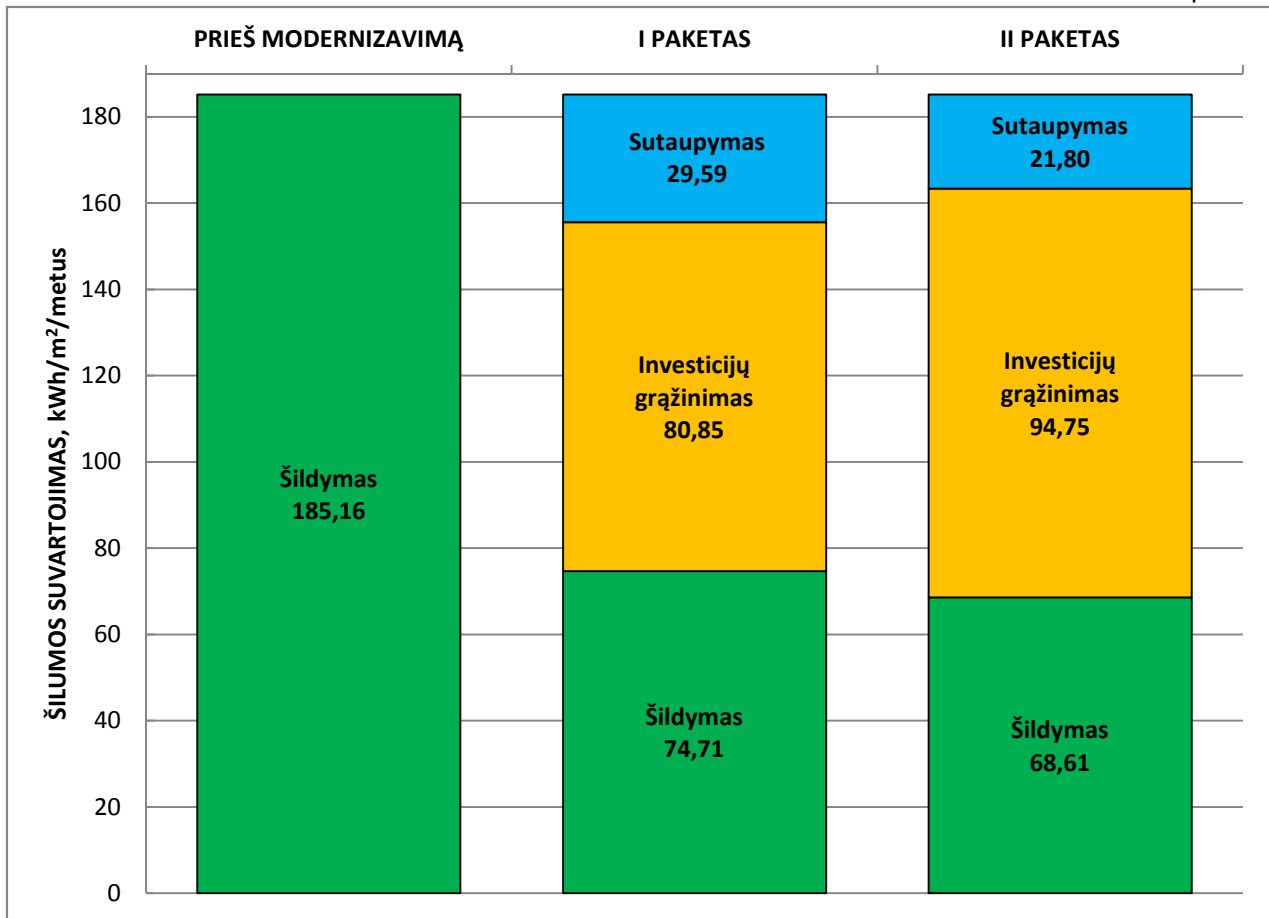 PRIEŠ MODERNIZAVIMĄ
I PAKETAS
II PAKETAS
ŠILUMOS SUVARTOJIMAS, kWh/m²/metus
180
160
140
120
100
80
60
40
20
0
Šildymas
185,16
Sutaupymas
29,59
Investicijų
grąžinimas
80,85
Šildymas
74,71
Sutaupymas
21,80
Investicijų
grąžinimas
94,75
Šildymas
68,61